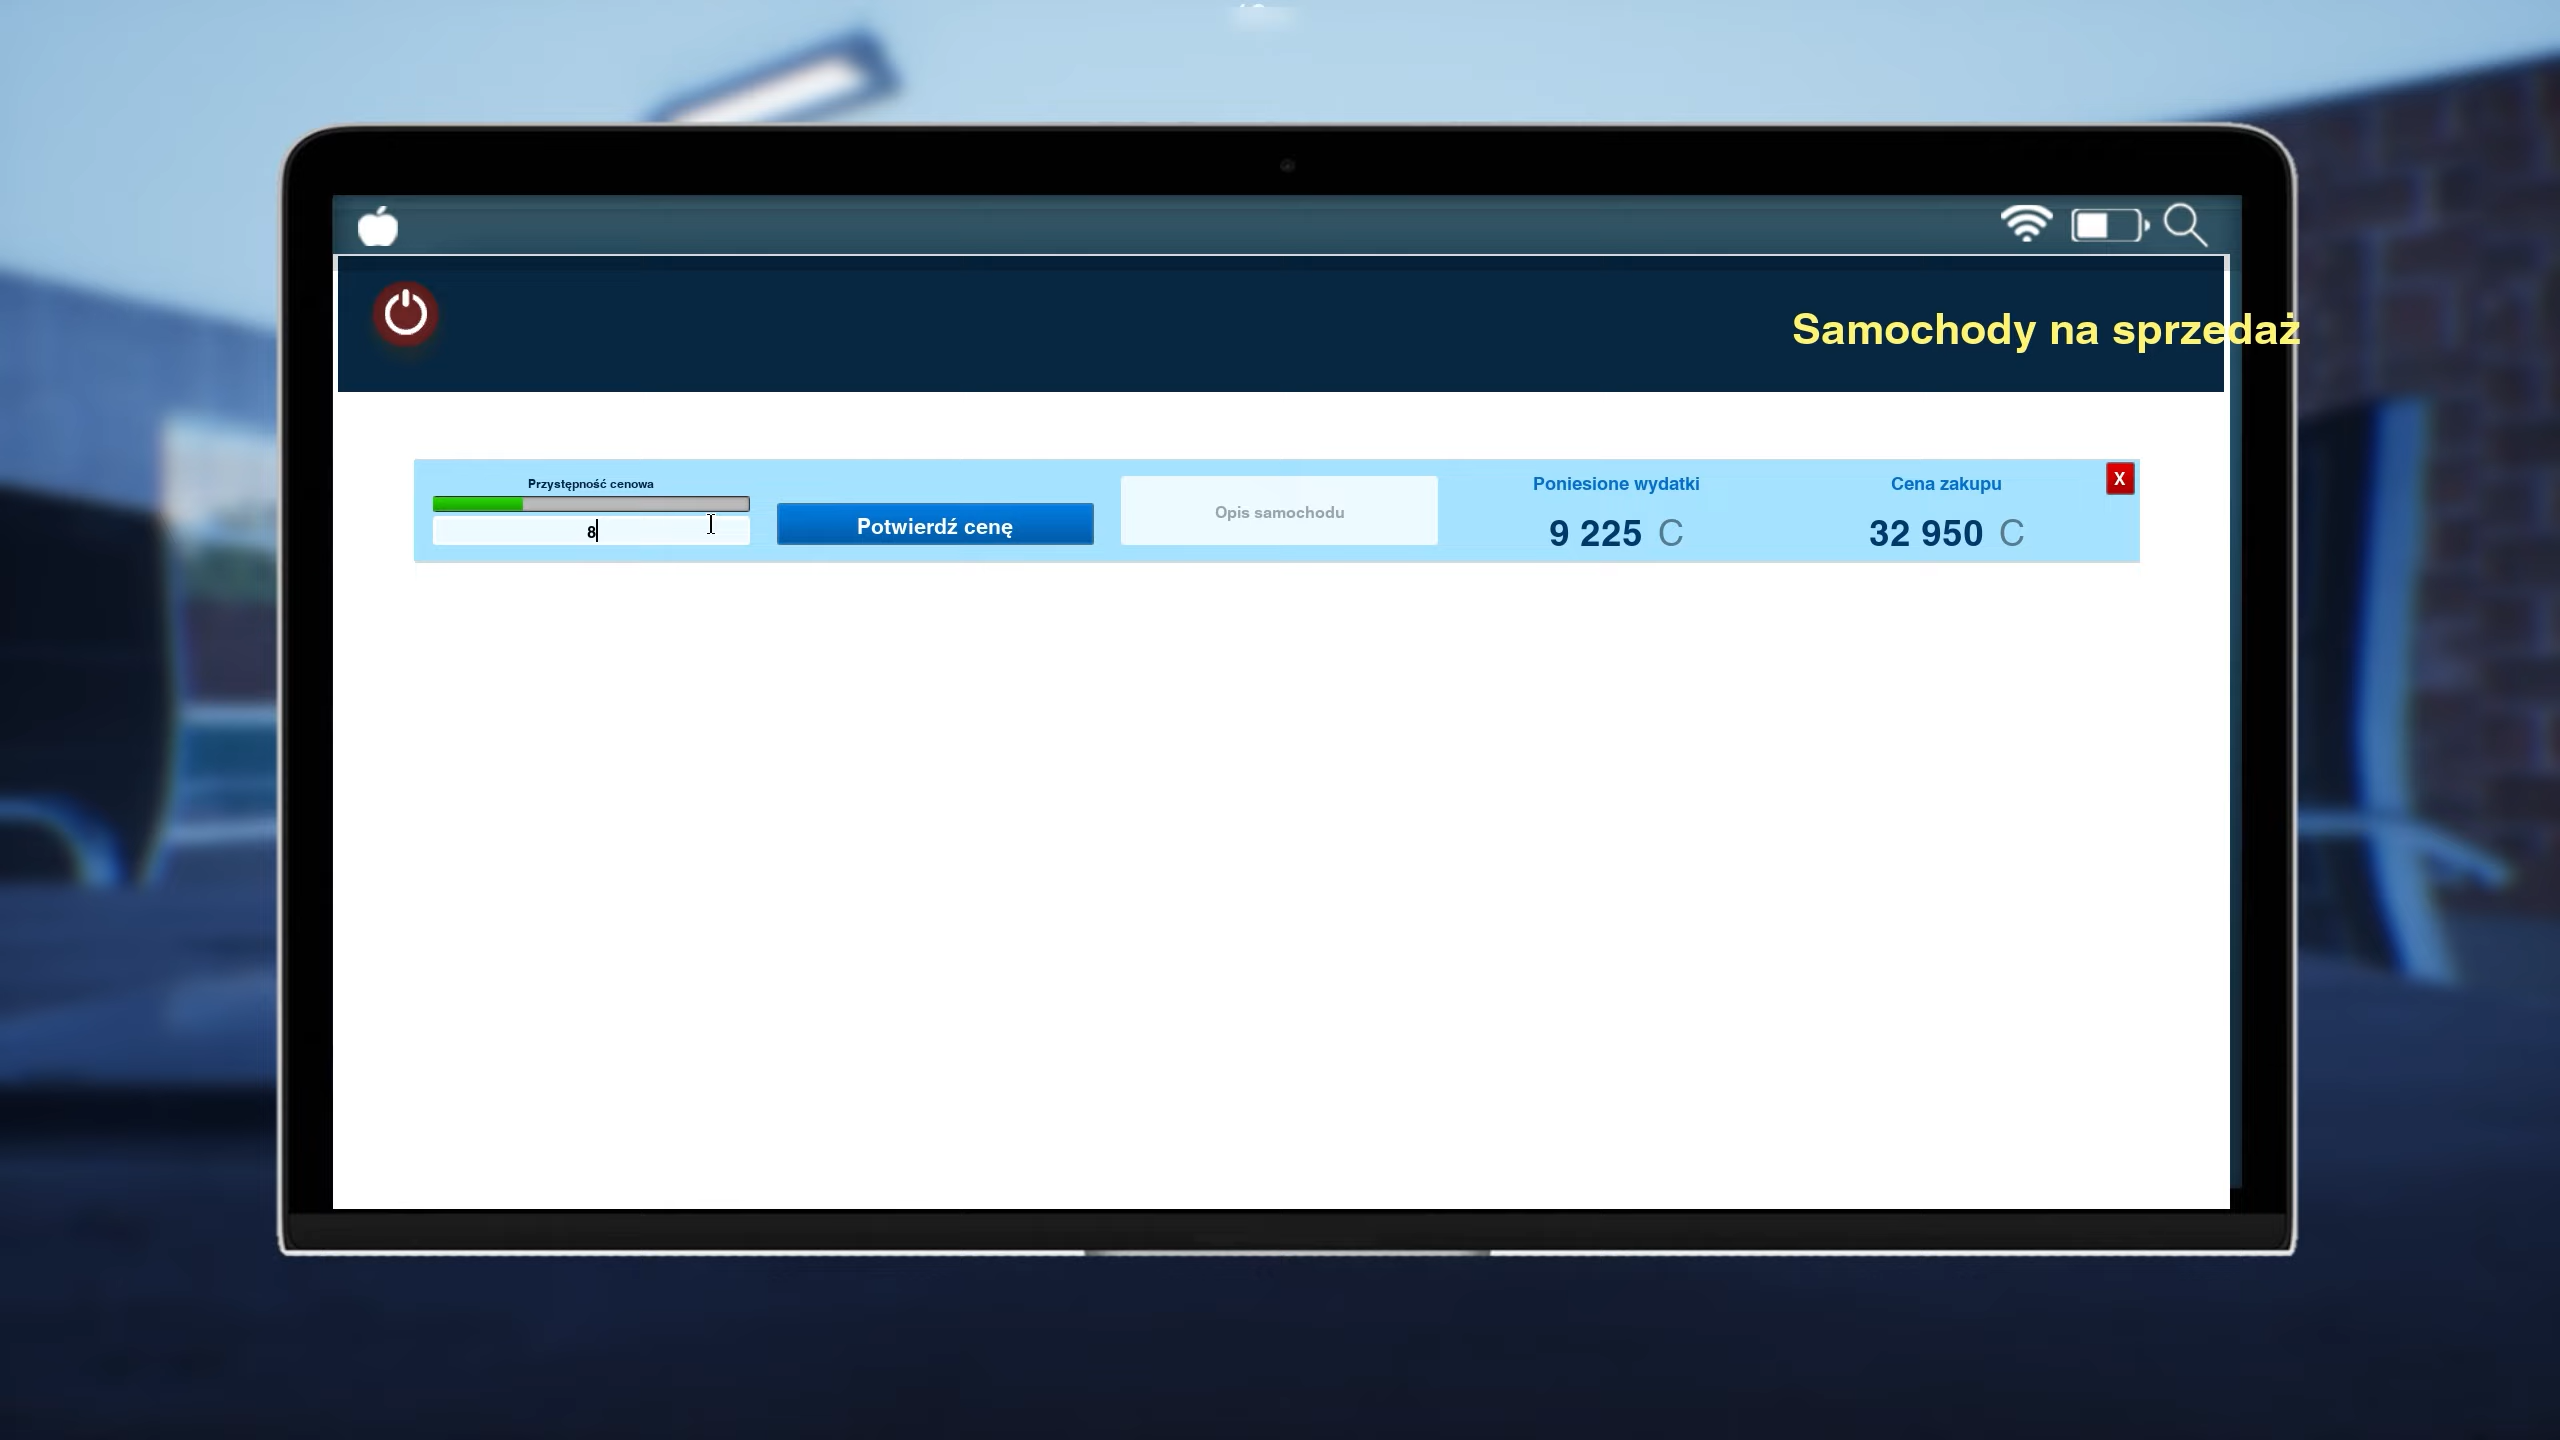 Samochody na sprzedaż
Przystępność cenowa
8
Potwierdź cenę
Opis samochodu
Poniesione wydatki
9 225 C
Cena zakupu
32 950 C
X